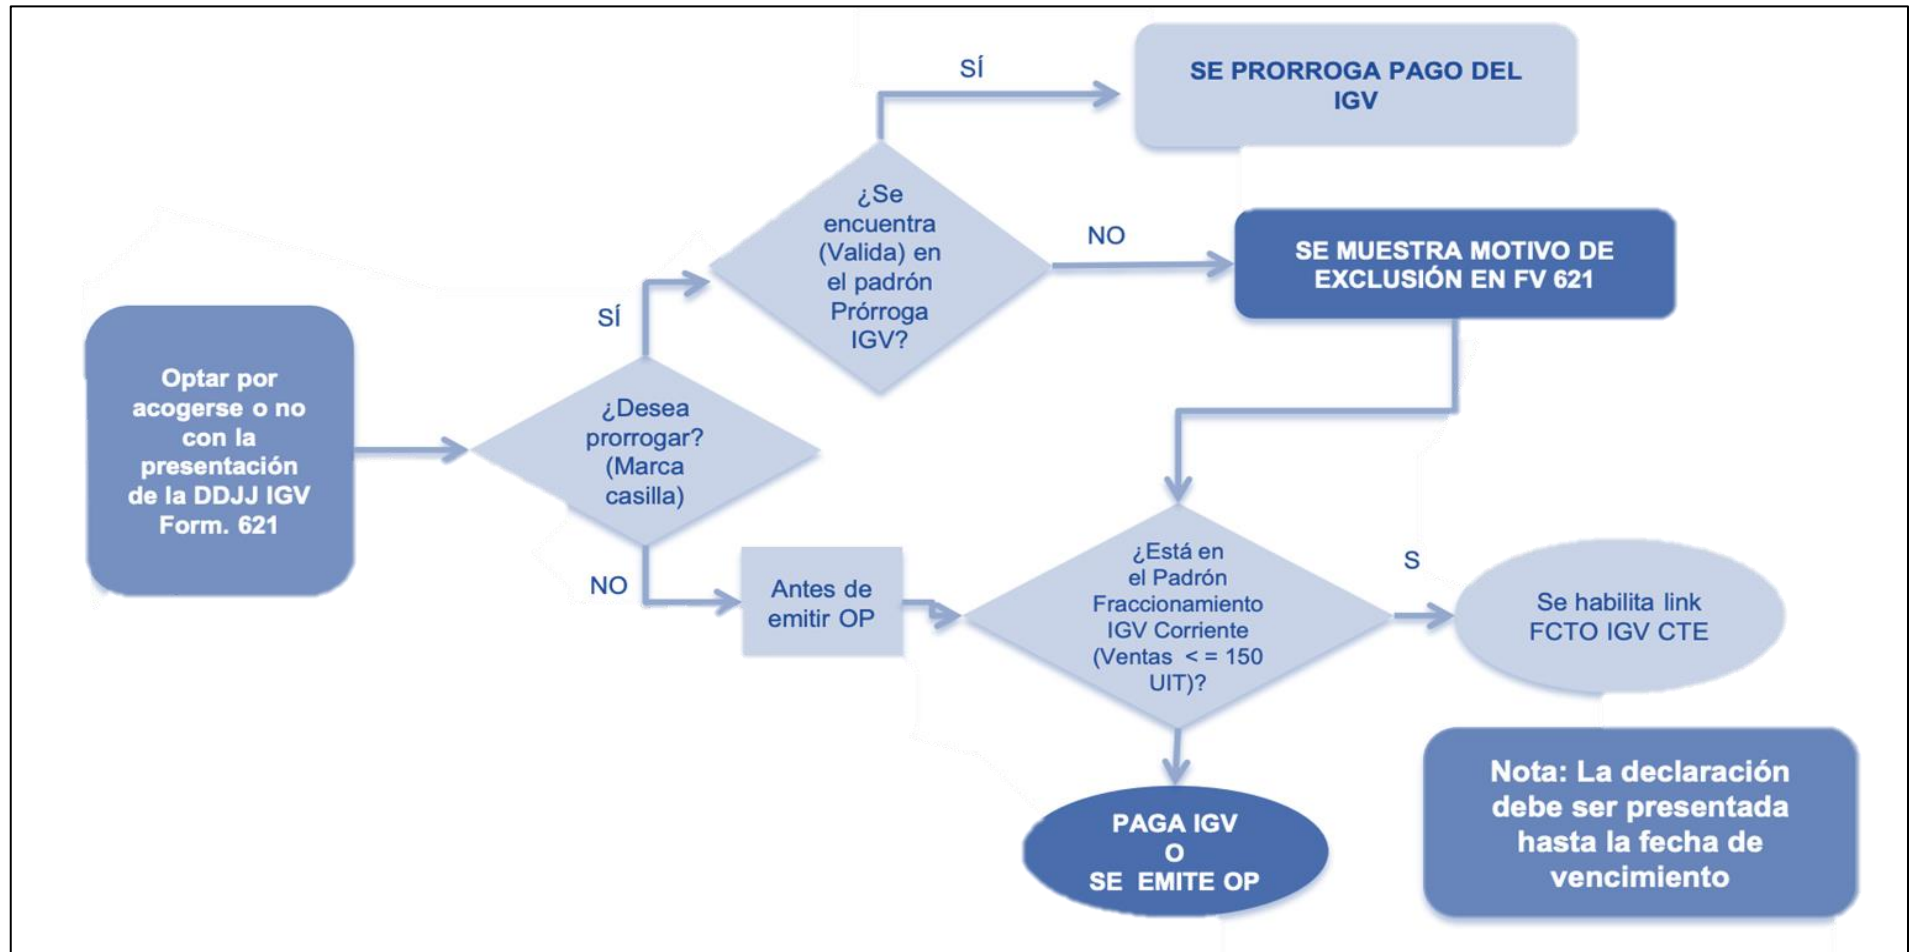 Optar por
acogerse o no
con la
presentación
de la DDJJ IGV
Form. 621
¿Desea
prorrogar?
(Marca
casilla)
SÍ
NO
¿Se
encuentra
(Valida) en
el padrón
Prórroga
IGV?
SÍ
SE PRORROGA PAGO DEL
IGV
NO
SE MUESTRA MOTIVO DE
EXCLUSIÓN EN FV 621
Antes de
emitir OP
¿Está en
el Padrón
Fraccionamiento
IGV Corriente
(Ventas < = 150
UIT)?
S
Se habilita link
FCTO IGV CTE
PAGA IGV
O
SE EMITE OP
Nota: La declaración
debe ser presentada
hasta la fecha de
vencimiento